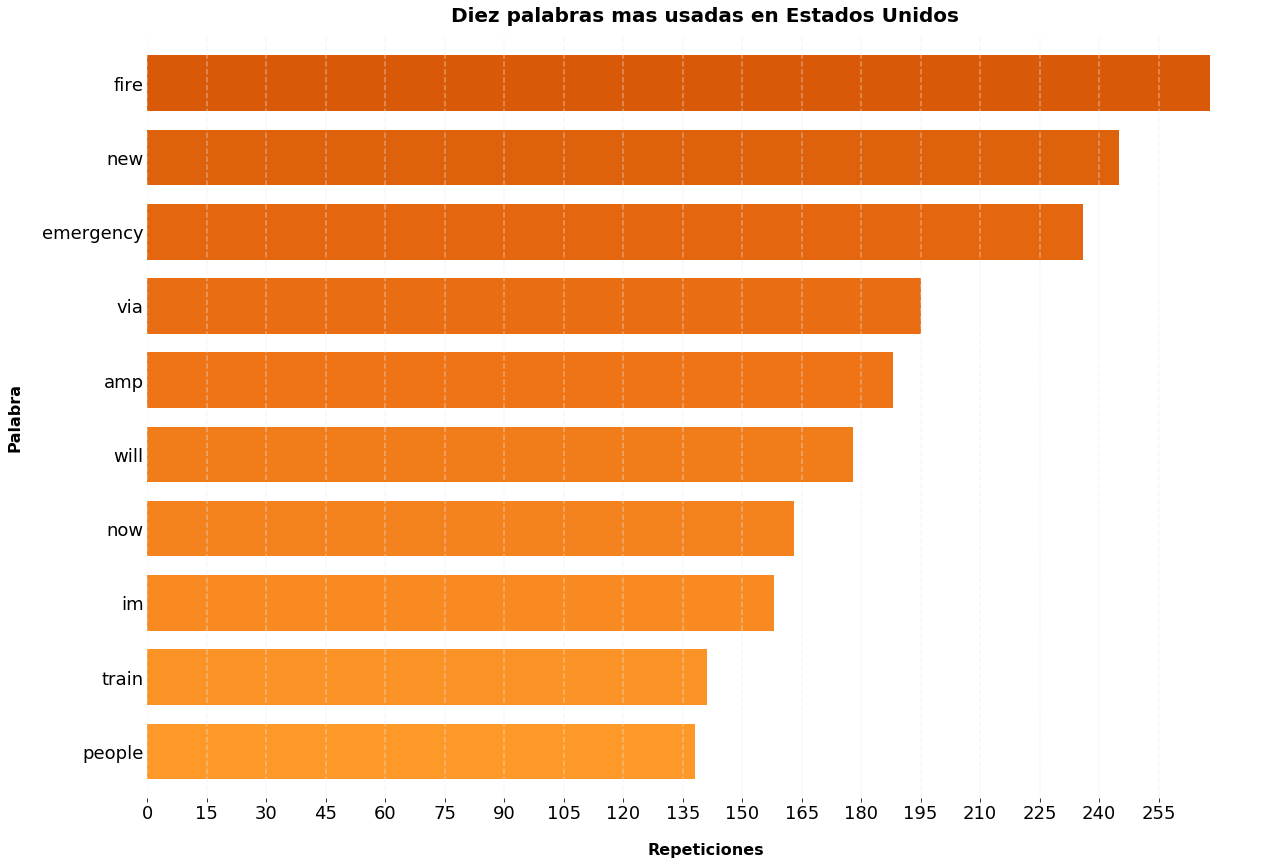 Diez palabras mas usadas en Estados Unidos
fire
new
emergency
via
amp
will
now
im
train
people
Palabra
0 15 30 45 60 75 90 105 120 135 150 165 180 195 210 225 240 255
Repeticiones